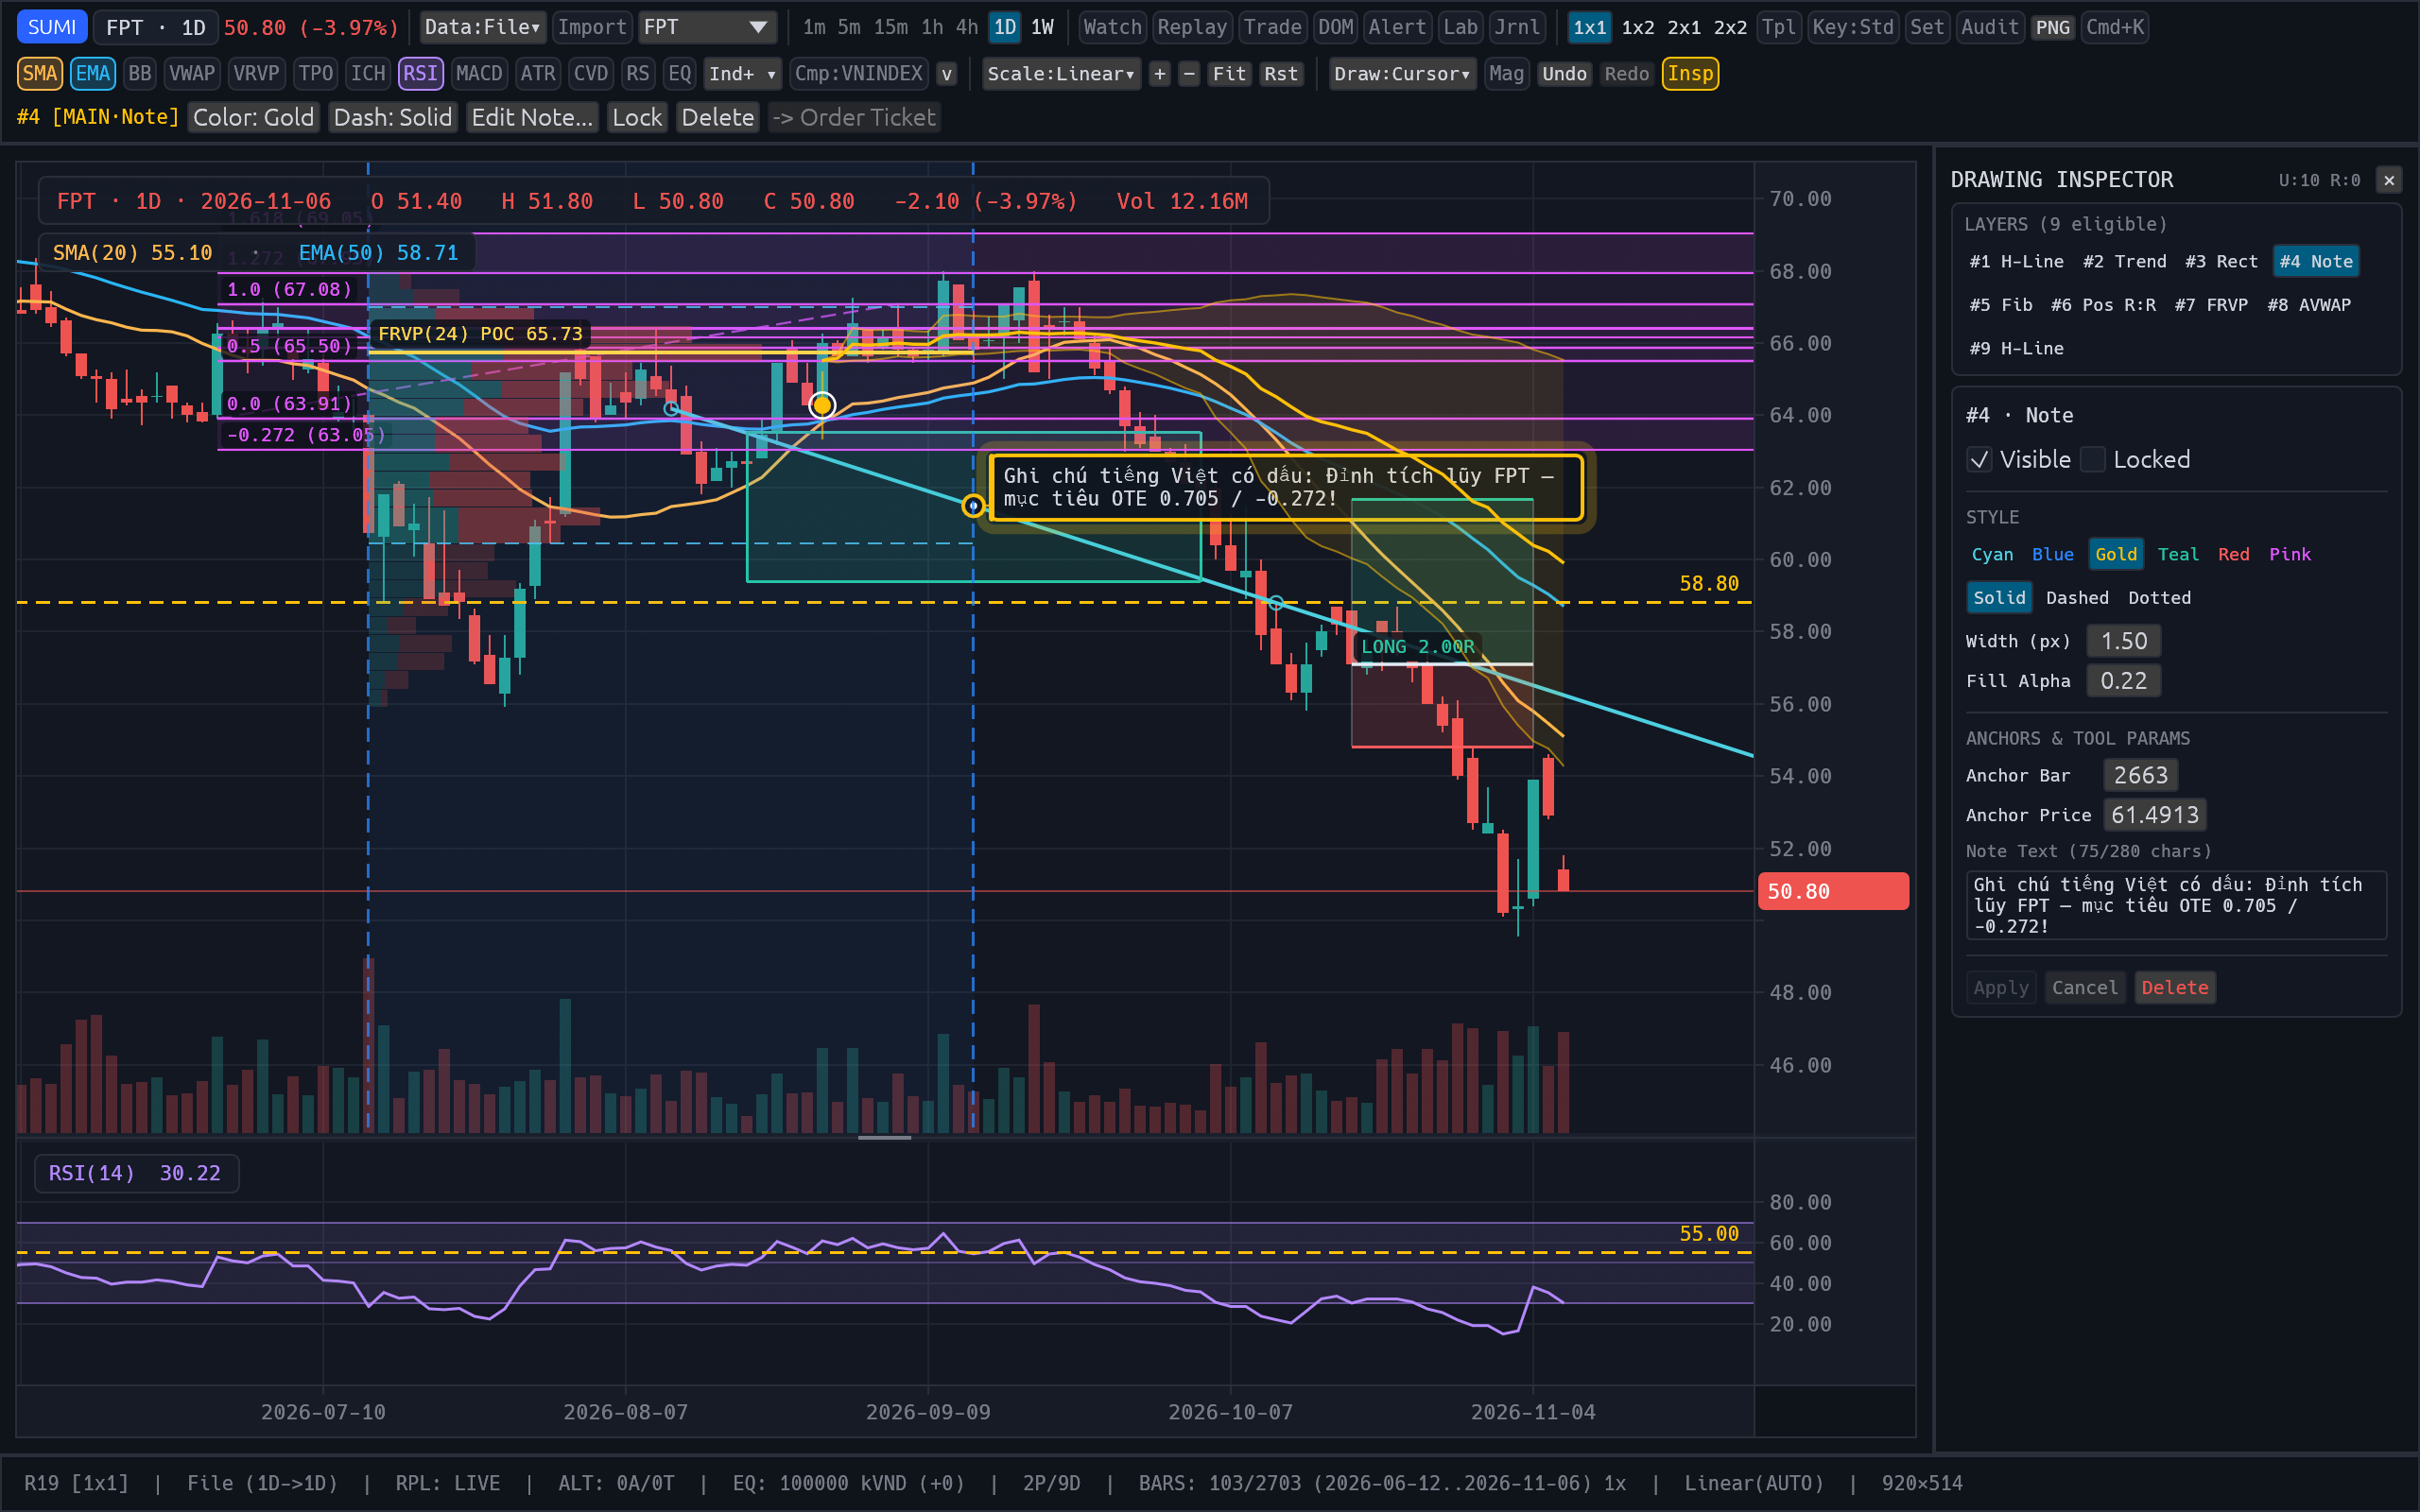 SUMI FPT · 1D 50.80 (-3.97%) Data:File▾ Import FPT 1m 5m 15m 1h 4h 1D 1W Watch Replay Trade DOM Alert Lab Jrnl 1x1 1x2 2x1 2x2 Tpl Key:Std Set Audit PNG Cmd+K
SMA EMA BB VWAP VRVP TPO ICH RSI MACD ATR CVD RS EQ Ind+ ▾ Cmp:VNINDEX v Scale:Linear▾ + − Fit Rst Draw:Cursor▾ Mag Undo Redo Insp
#4 [MAIN·Note] Color: Gold Dash: Solid Edit Note... Lock Delete -> Order Ticket
FPT · 1D · 2026-11-06 O 51.40 H 51.80 L 50.80 C 50.80 -2.10 (-3.97%) Vol 12.16M
1.618 (69.05)
SMA(20) 55.10 · EMA(50) 58.71
1.272
1.0 (67.08)
FRVP(24) POC 65.73
0.5 (65.50)
0.0 (63.91)
-0.272 (63.05)
Ghi chú tiếng Việt có dấu: Đỉnh tích lũy FPT —
mục tiêu OTE 0.705 / -0.272!
58.80
LONG 2.00R
70.00
68.00
66.00
64.00
62.00
60.00
58.00
56.00
54.00
52.00
50.80
48.00
46.00
RSI(14) 30.22
55.00
80.00
60.00
40.00
20.00
2026-07-10 2026-08-07 2026-09-09 2026-10-07 2026-11-04
DRAWING INSPECTOR U:10 R:0 ×
LAYERS (9 eligible)
#1 H-Line #2 Trend #3 Rect #4 Note
#5 Fib #6 Pos R:R #7 FRVP #8 AVWAP
#9 H-Line
#4 · Note
Visible Locked
STYLE
Cyan Blue Gold Teal Red Pink
Solid Dashed Dotted
Width (px) 1.50
Fill Alpha 0.22
ANCHORS & TOOL PARAMS
Anchor Bar 2663
Anchor Price 61.4913
Note Text (75/280 chars)
Ghi chú tiếng Việt có dấu: Đỉnh tích
lũy FPT — mục tiêu OTE 0.705 /
-0.272!
Apply Cancel Delete
R19 [1x1] | File (1D->1D) | RPL: LIVE | ALT: 0A/0T | EQ: 100000 kVND (+0) | 2P/9D | BARS: 103/2703 (2026-06-12..2026-11-06) 1x | Linear(AUTO) | 920×514